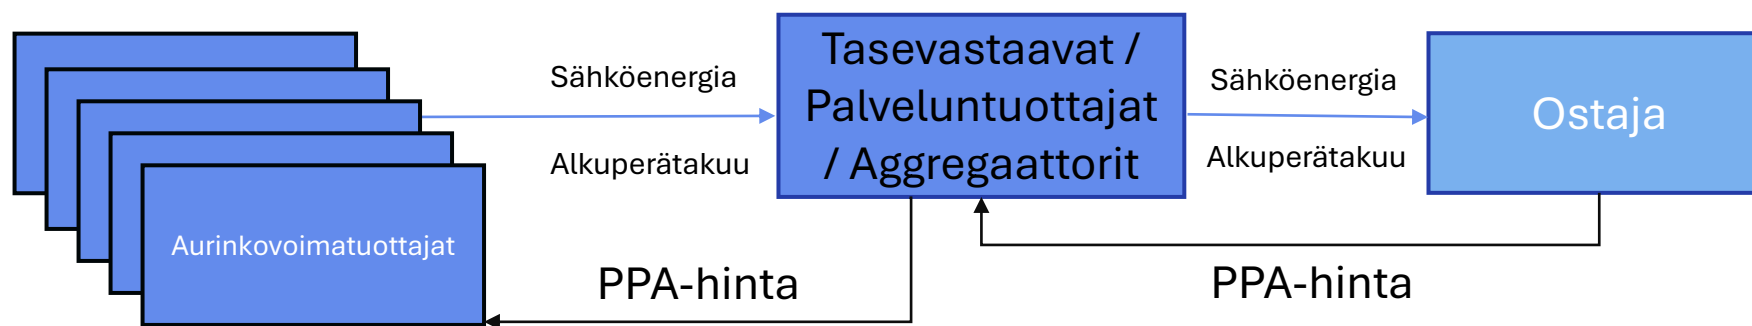 Aurinkovoimatuottajat
Sähköenergia
Alkuperätakuu
PPA-hinta
Tasevastaavat /
Palveluntuottajat
/ Aggregaattorit
Sähköenergia
Alkuperätakuu
PPA-hinta
Ostaja